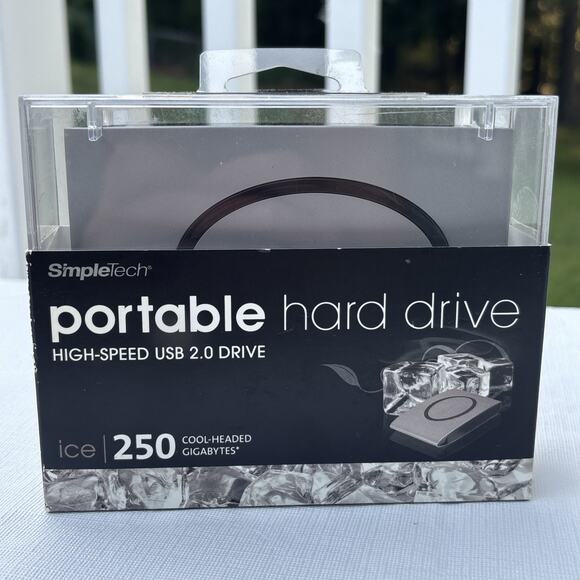 SimpleTech®
portable hard drive
HIGH-SPEED USB 2.0 DRIVE
ice | 250 COOL-HEADED
GIGABYTES*